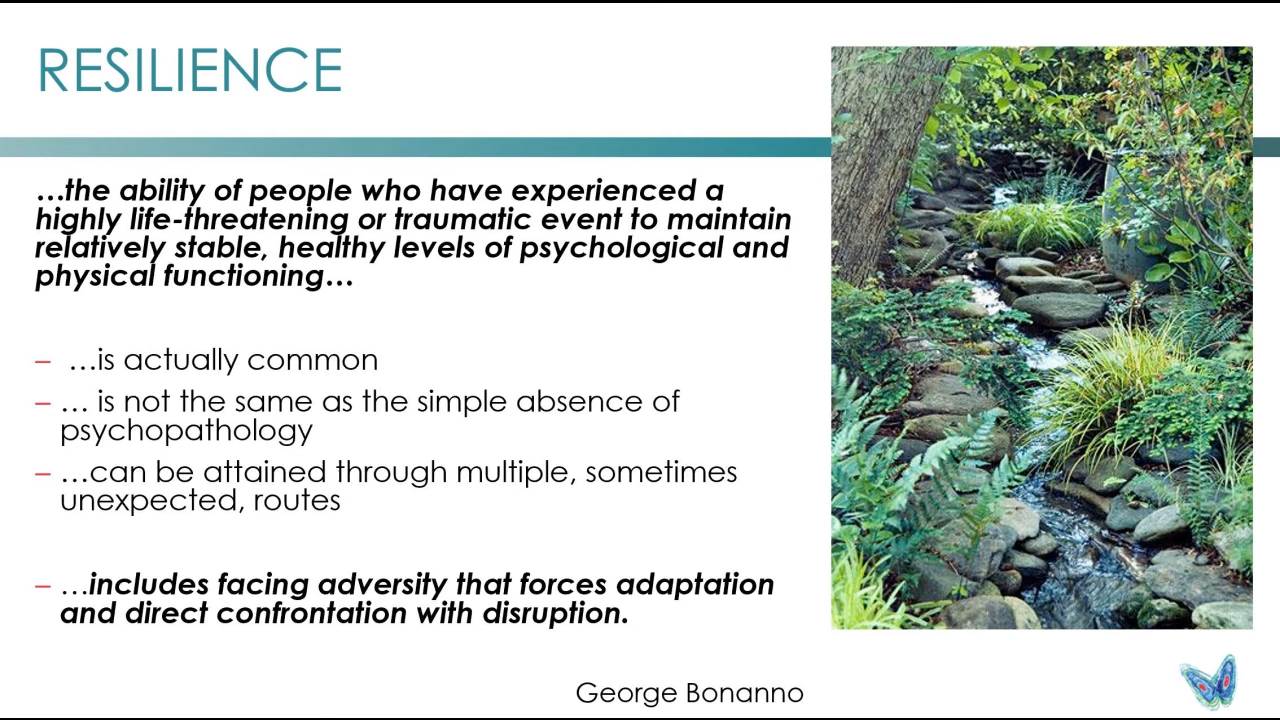 RESILIENCE
…the ability of people who have experienced a
highly life-threatening or traumatic event to maintain
relatively stable, healthy levels of psychological and
physical functioning…
– …is actually common
– … is not the same as the simple absence of
psychopathology
– …can be attained through multiple, sometimes
unexpected, routes
– …includes facing adversity that forces adaptation
and direct confrontation with disruption.
George Bonanno